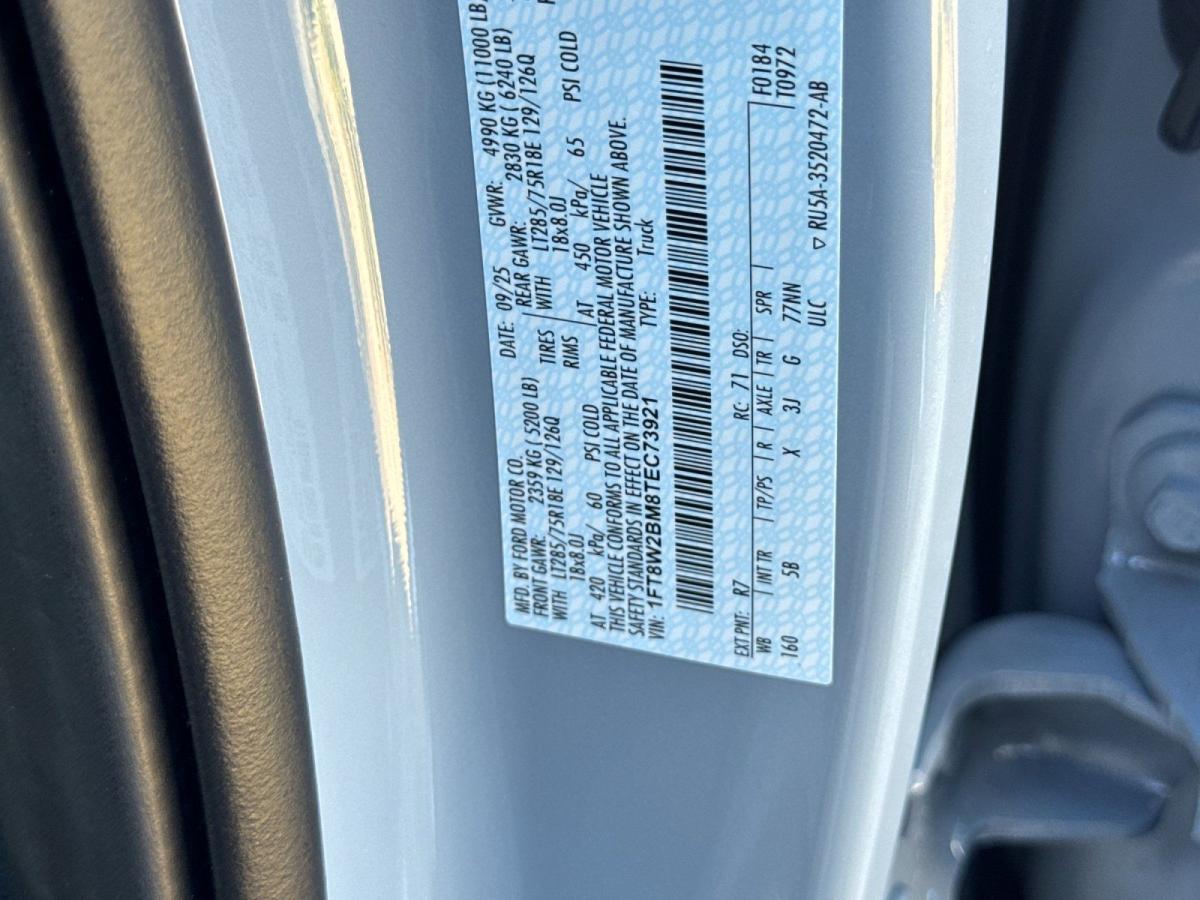 MFD. BY FORD MOTOR CO.
DATE: 09/25
GVWR: 4990 KG (11000 LB)
FRONT GAWR: 2359 KG ( 5200 LB)
REAR GAWR: 2830 KG ( 6240 LB)
WITH LT285/75R18E 129/126Q
TIRES WITH LT285/75R18E 129/126Q
18x8.0J
RIMS 18x8.0J
AT 420 kPa/ 60 PSI COLD
AT 450 kPa/ 65 PSI COLD
THIS VEHICLE CONFORMS TO ALL APPLICABLE FEDERAL MOTOR VEHICLE
SAFETY STANDARDS IN EFFECT ON THE DATE OF MANUFACTURE SHOWN ABOVE.
VIN: 1FT8W2BM8TEC73921 TYPE: Truck
EXT PNT: R7 RC: 71 DSO: F0184
WB | INT TR | TP/PS | R | AXLE | TR | SPR | T0972
160 5B X 3J G 77NN
ULC ▽ RU5A-3520472-AB